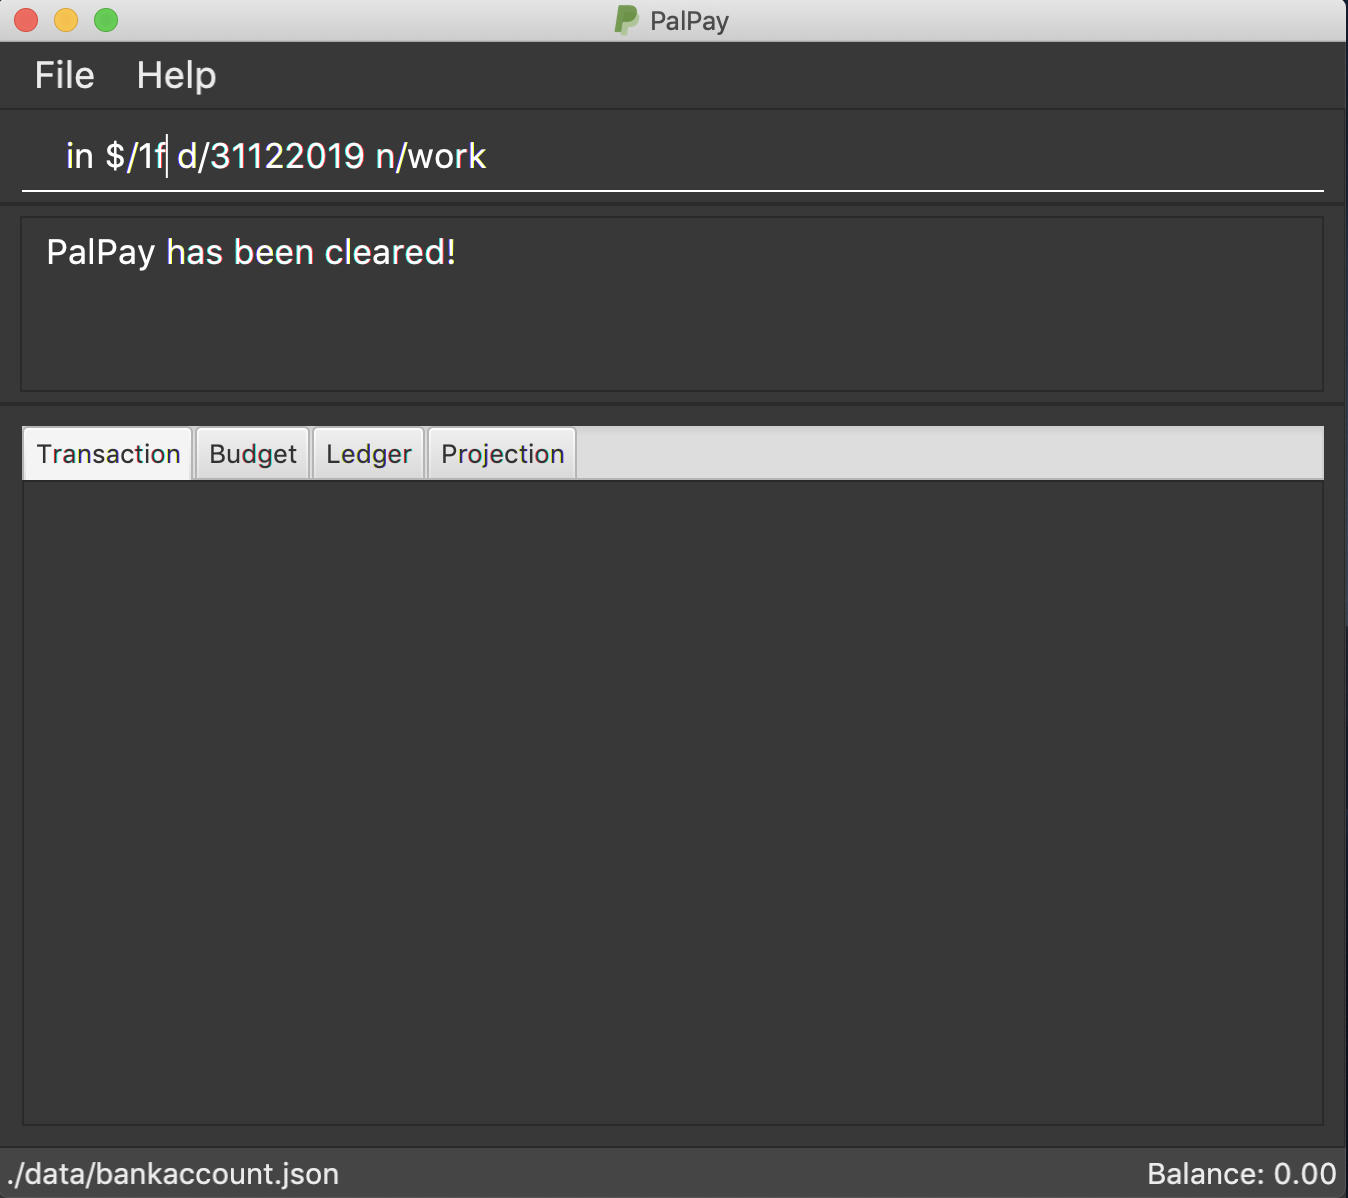 PalPay
File Help
in $/1f d/31122019 n/work
PalPay has been cleared!
Transaction Budget Ledger Projection
./data/bankaccount.json Balance: 0.00